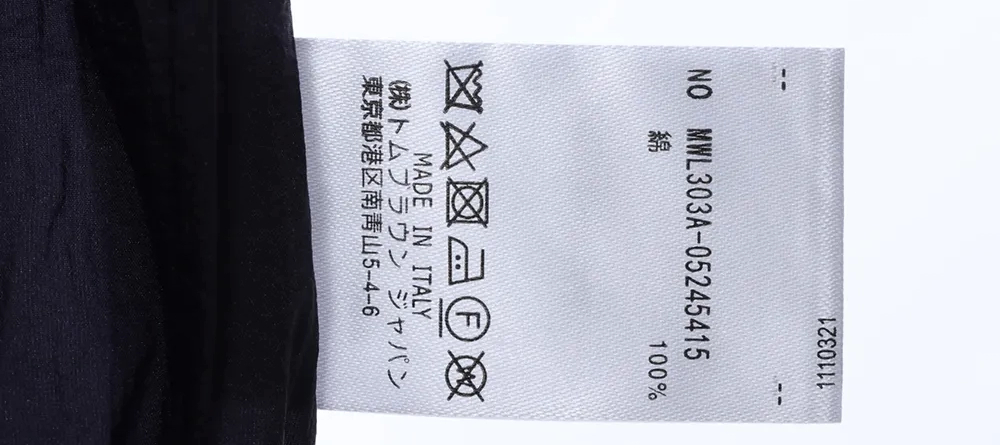 1110321
NO MWL303A-05245415
綿 100%
F
W
MADE IN ITALY
(株)トムブラウン ジャパン
東京都港区南青山5-4-6